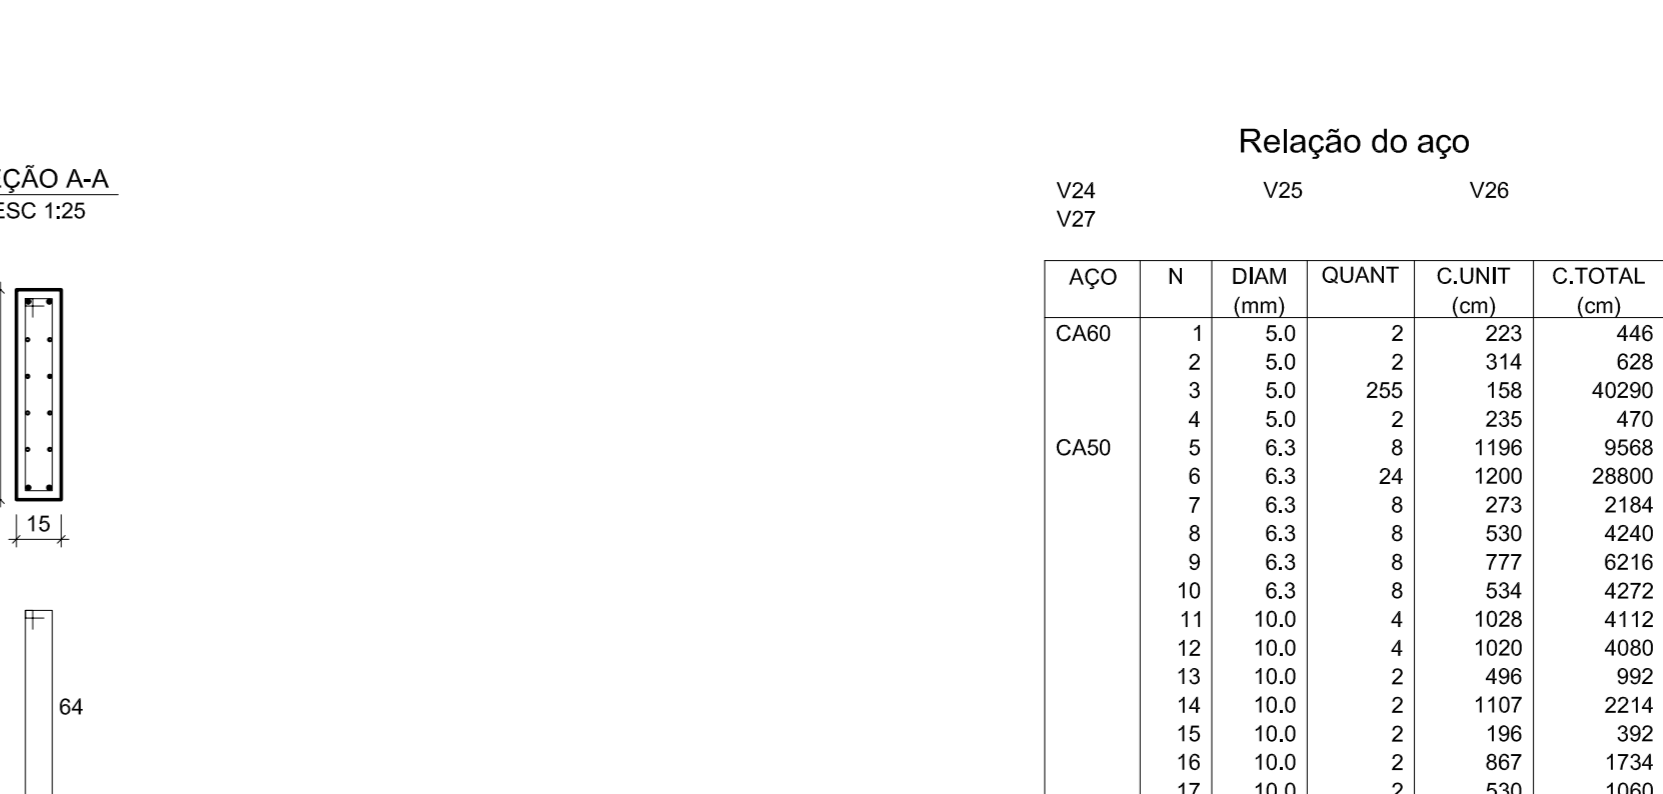 Relação do aço
V24 V25 V26
V27
A-A
1:25
15
64
AÇO N DIAM QUANT C.UNIT C.TOTAL
(mm) (cm) (cm)
CA60 1 5.0 2 223 446
2 5.0 2 314 628
3 5.0 255 158 40290
4 5.0 2 235 470
CA50 5 6.3 8 1196 9568
6 6.3 24 1200 28800
7 6.3 8 273 2184
8 6.3 8 530 4240
9 6.3 8 777 6216
10 6.3 8 534 4272
11 10.0 4 1028 4112
12 10.0 4 1020 4080
13 10.0 2 496 992
14 10.0 2 1107 2214
15 10.0 2 196 392
16 10.0 2 867 1734
17 10.0 2 530 1060